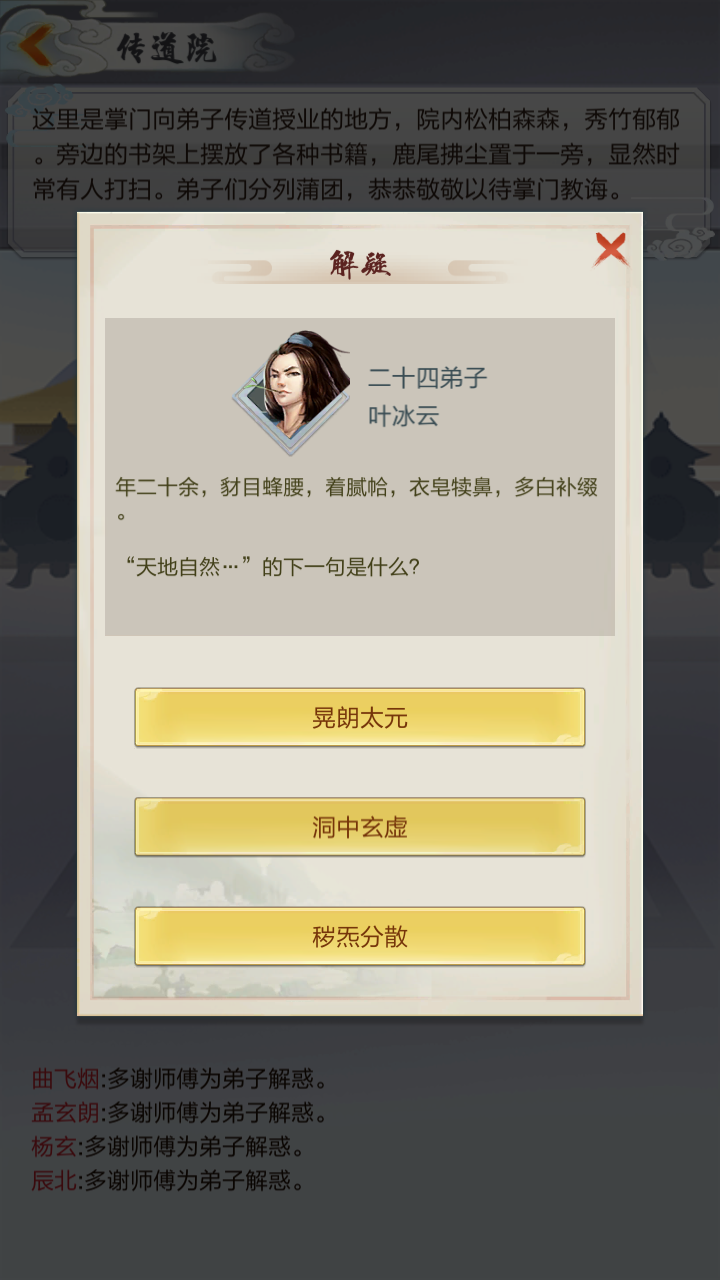 传道院
这里是掌门向弟子传道授业的地方，院内松柏森森，秀竹郁郁
。旁边的书架上摆放了各种书籍，鹿尾拂尘置于一旁，显然时
常有人打扫。弟子们分列蒲团，恭恭敬敬以待掌门教诲。
解疑
二十四弟子
叶冰云
年二十余，豺目蜂腰，着腻帢，衣皂犊鼻，多白补缀
。
“天地自然…”的下一句是什么？
晃朗太元
洞中玄虚
秽炁分散
曲飞烟:多谢师傅为弟子解惑。
孟玄朗:多谢师傅为弟子解惑。
杨玄:多谢师傅为弟子解惑。
辰北:多谢师傅为弟子解惑。